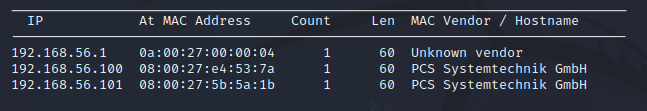 IP At MAC Address Count Len MAC Vendor / Hostname
192.168.56.1 0a:00:27:00:00:04 1 60 Unknown vendor
192.168.56.100 08:00:27:e4:53:7a 1 60 PCS Systemtechnik GmbH
192.168.56.101 08:00:27:5b:5a:1b 1 60 PCS Systemtechnik GmbH